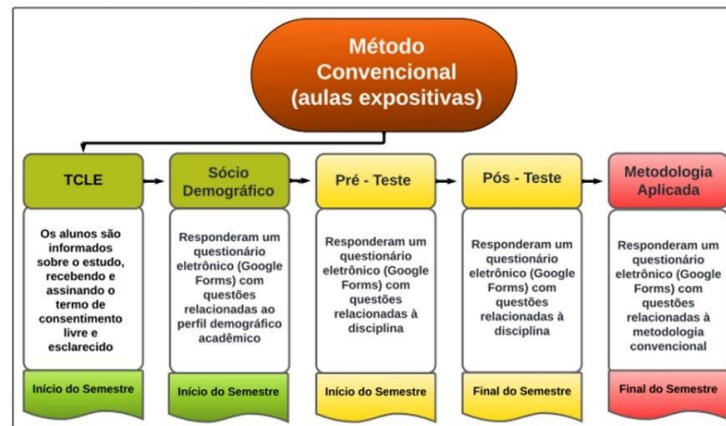 Método
Convencional
(aulas expositivas)
TCLE
Os alunos são
informados
sobre o estudo,
recebendo e
assinando o
termo de
consentimento
livre e
esclarecido
Início do Semestre
Sócio
Demográfico
Responderam um
questionário
eletrônico (Google
Forms) com
questões
relacionadas ao
perfil demográfico
acadêmico
Início do Semestre
Pré - Teste
Responderam um
questionário
eletrônico (Google
Forms) com
questões
relacionadas à
disciplina
Início do Semestre
Pós - Teste
Responderam um
questionário
eletrônico (Google
Forms) com
questões
relacionadas à
disciplina
Final do Semestre
Metodologia
Aplicada
Responderam um
questionário
eletrônico (Google
Forms) com
questões
relacionadas à
metodologia
convencional
Final do Semestre